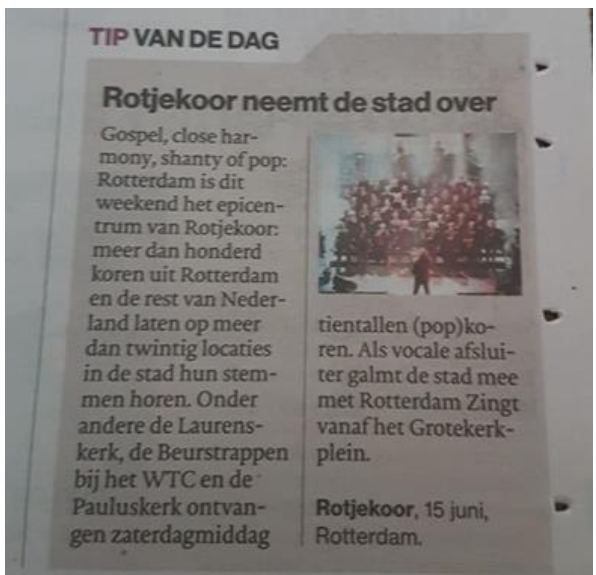 TIP VAN DE DAG
Rotjekoor neemt de stad over
Gospel, close har-
mony, shanty of pop:
Rotterdam is dit
weekend het epicen-
trum van Rotjekoor:
meer dan honderd
koren uit Rotterdam
en de rest van Neder-
land laten op meer
dan twintig locaties
in de stad hun stem-
men horen. Onder
andere de Laurens-
kerk, de Beurstrappen
bij het WTC en de
Pauluskerk ontvan-
gen zaterdagmiddag
tientallen (pop)ko-
ren. Als vocale afslui-
ter galmt de stad mee
met Rotterdam Zingt
vanaf het Grotekerk-
plein.
Rotjekoor, 15 juni,
Rotterdam.